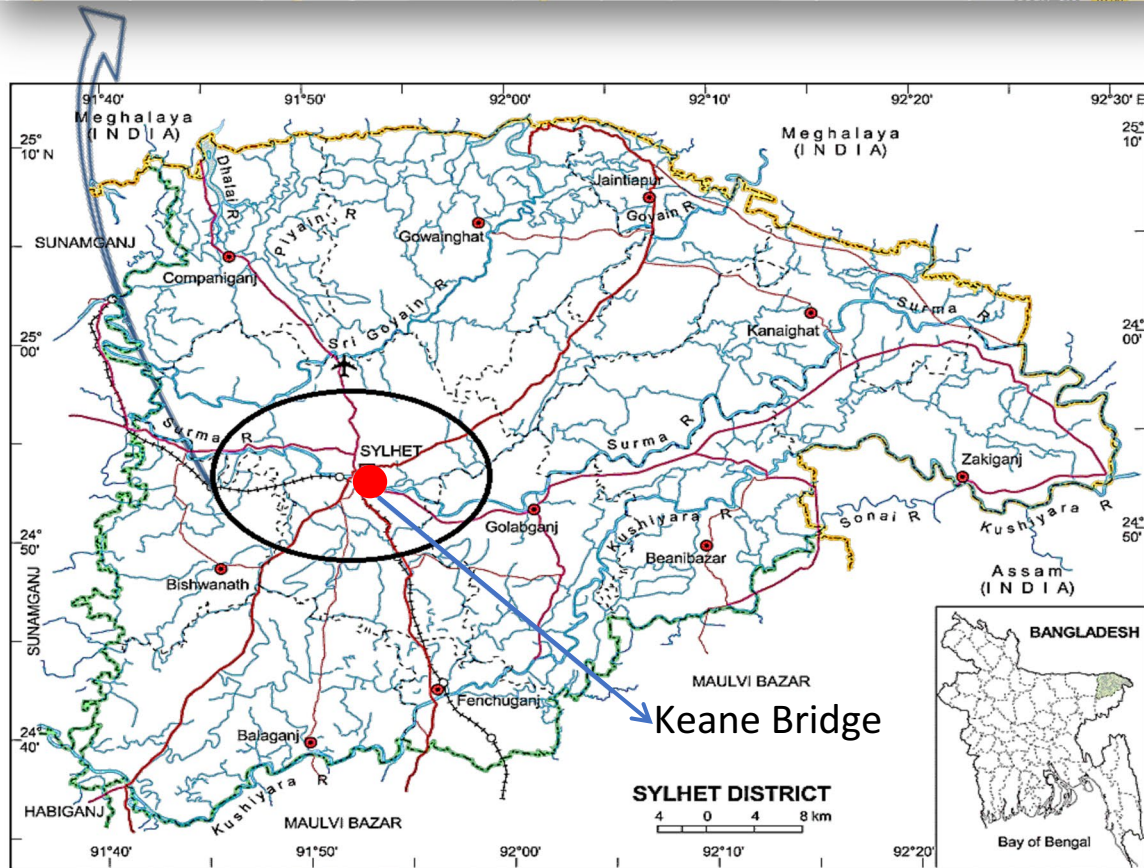 91°40'
91°50'
92°00'
92°10'
92°20'
92°30' E
Meghalaya
(INDIA)
25°
10' N
Meghalaya
(INDIA)
25°
10'
Dhalai R
Jaintiapur
Piyain R
Goyain R
SUNAMGANJ
Gowainghat
Companiganj
Surma R
Sri Goyain R
Kanaighat
25°
00'
24°
00'
Surma R
SYLHET
Surma R
Zakiganj
Golabganj
Kushiyara R
Sonai R
Kushiyara R
24°
50'
24°
50'
Beanibazar
Bishwanath
Assam
(INDIA)
SUNAMGANJ
BANGLADESH
MAULVI BAZAR
Fenchuganj
Keane Bridge
Balaganj
24°
40'
Kushiyara R
SYLHET DISTRICT
4 0 4 8 km
HABIGANJ
MAULVI BAZAR
Bay of Bengal
91°40'
91°50'
92°00'
92°10'
92°20'